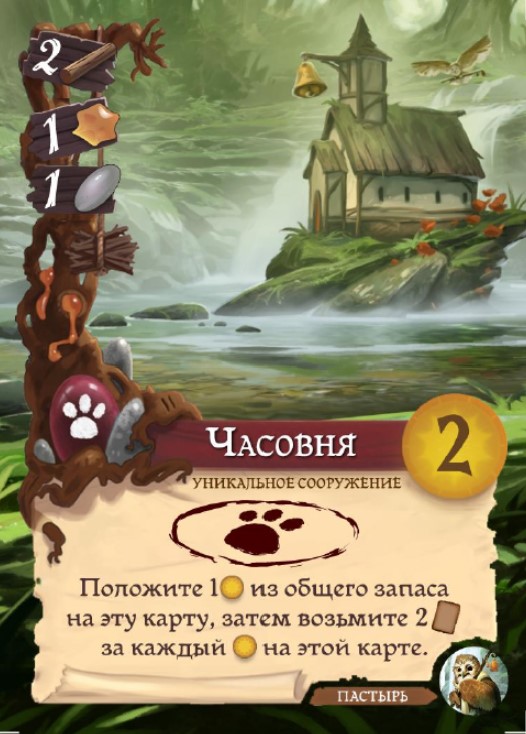 2
1
1
Часовня
2
уникальное сооружение
Положите 1 из общего запаса
на эту карту, затем возьмите 2
за каждый на этой карте.
пастырь